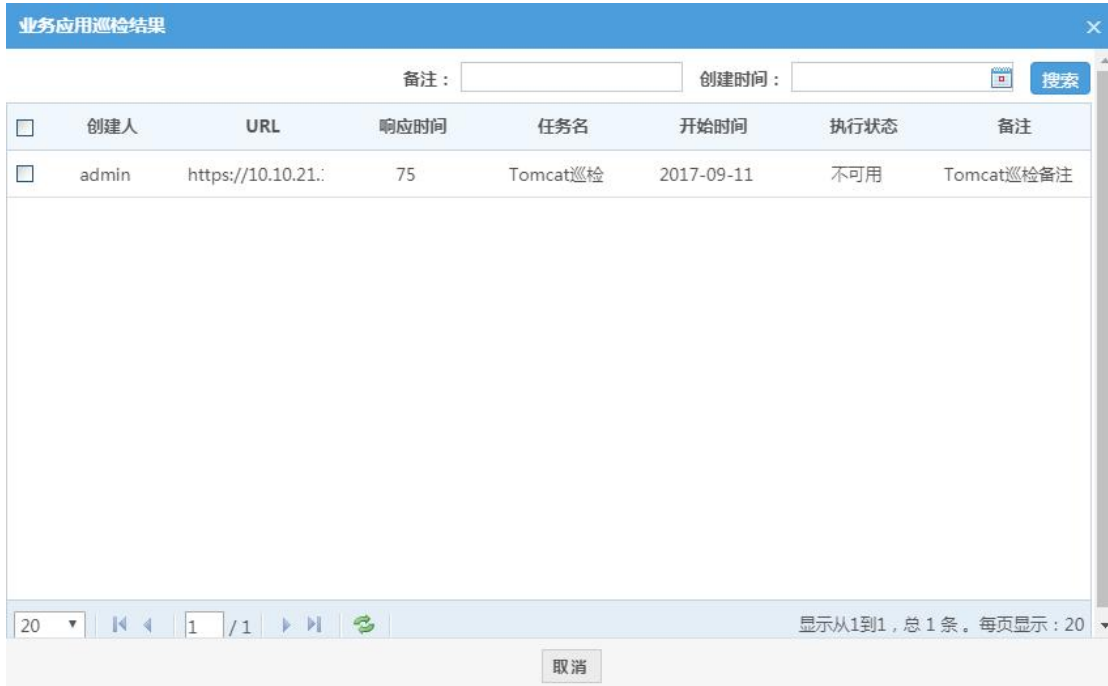 业务应用巡检结果
备注： 创建时间： 搜索
创建人 URL 响应时间 任务名 开始时间 执行状态 备注
admin https://10.10.21.: 75 Tomcat巡检 2017-09-11 不可用 Tomcat巡检备注
20 1 / 1 显示从1到1，总 1 条 。每页显示：20
取消